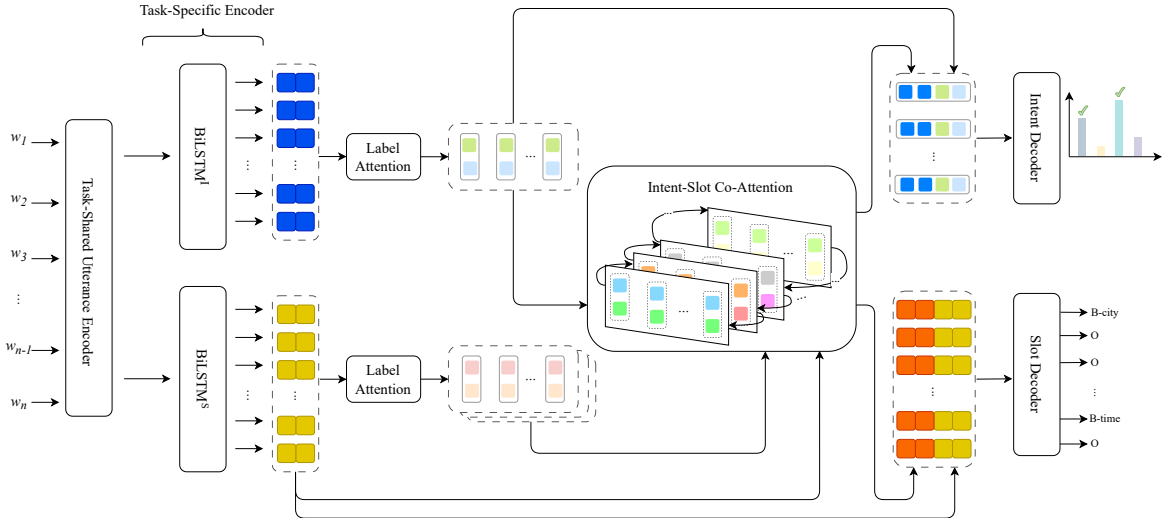 Task-Specific Encoder
w1
w2
w3
...
wn-1
wn
Task-Shared Utterance Encoder
BiLSTMI
...
...
BiLSTMS
...
...
Label
Attention
...
Label
Attention
...
Intent-Slot Co-Attention
...
...
...
...
...
Intent Decoder
...
Slot Decoder
B-city
O
O
...
B-time
O